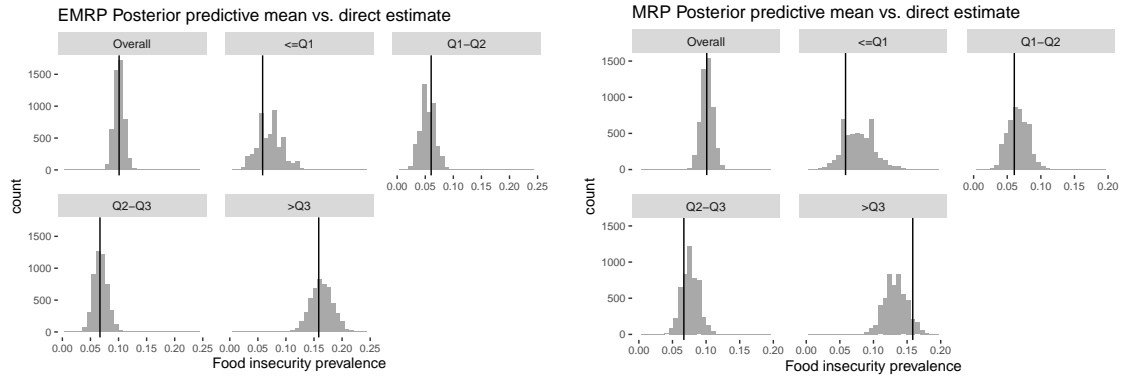 EMRP Posterior predictive mean vs. direct estimate
Overall
<=Q1
Q1−Q2
1500
1000
500
0
0.00 0.05 0.10 0.15 0.20 0.25
count
Q2−Q3
>Q3
1500
1000
500
0
0.00 0.05 0.10 0.15 0.20 0.25 0.00 0.05 0.10 0.15 0.20 0.25
Food insecurity prevalence
MRP Posterior predictive mean vs. direct estimate
Overall
<=Q1
Q1−Q2
1500
1000
500
0
0.00 0.05 0.10 0.15 0.20
count
Q2−Q3
>Q3
1500
1000
500
0
0.00 0.05 0.10 0.15 0.20 0.00 0.05 0.10 0.15 0.20
Food insecurity prevalence